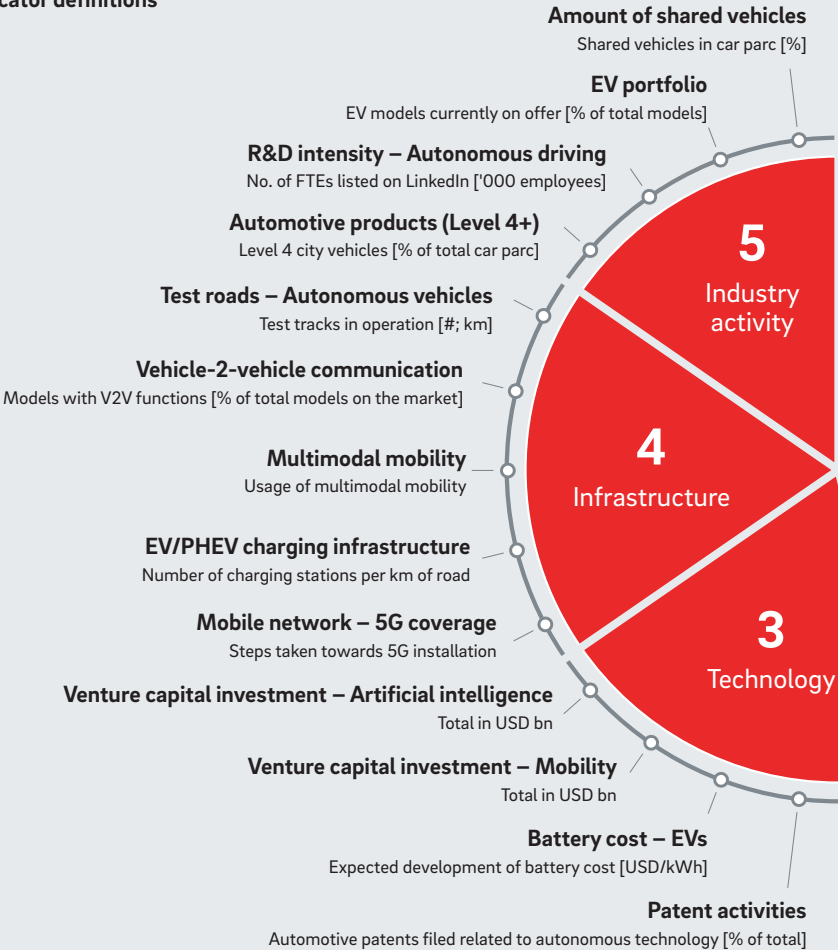 definitions
Amount of shared vehicles
Shared vehicles in car parc [%]
EV portfolio
EV models currently on offer [% of total models]
R&D intensity – Autonomous driving
No. of FTEs listed on LinkedIn ['000 employees]
Automotive products (Level 4+)
Level 4 city vehicles [% of total car parc]
Test roads – Autonomous vehicles
Test tracks in operation [#; km]
Vehicle-2-vehicle communication
Models with V2V functions [% of total models on the market]
Multimodal mobility
Usage of multimodal mobility
EV/PHEV charging infrastructure
Number of charging stations per km of road
Mobile network – 5G coverage
Steps taken towards 5G installation
Venture capital investment – Artificial intelligence
Total in USD bn
Venture capital investment – Mobility
Total in USD bn
Battery cost – EVs
Expected development of battery cost [USD/kWh]
Patent activities
Automotive patents filed related to autonomous technology [% of total]
5
Industry
activity
4
Infrastructure
3
Technology